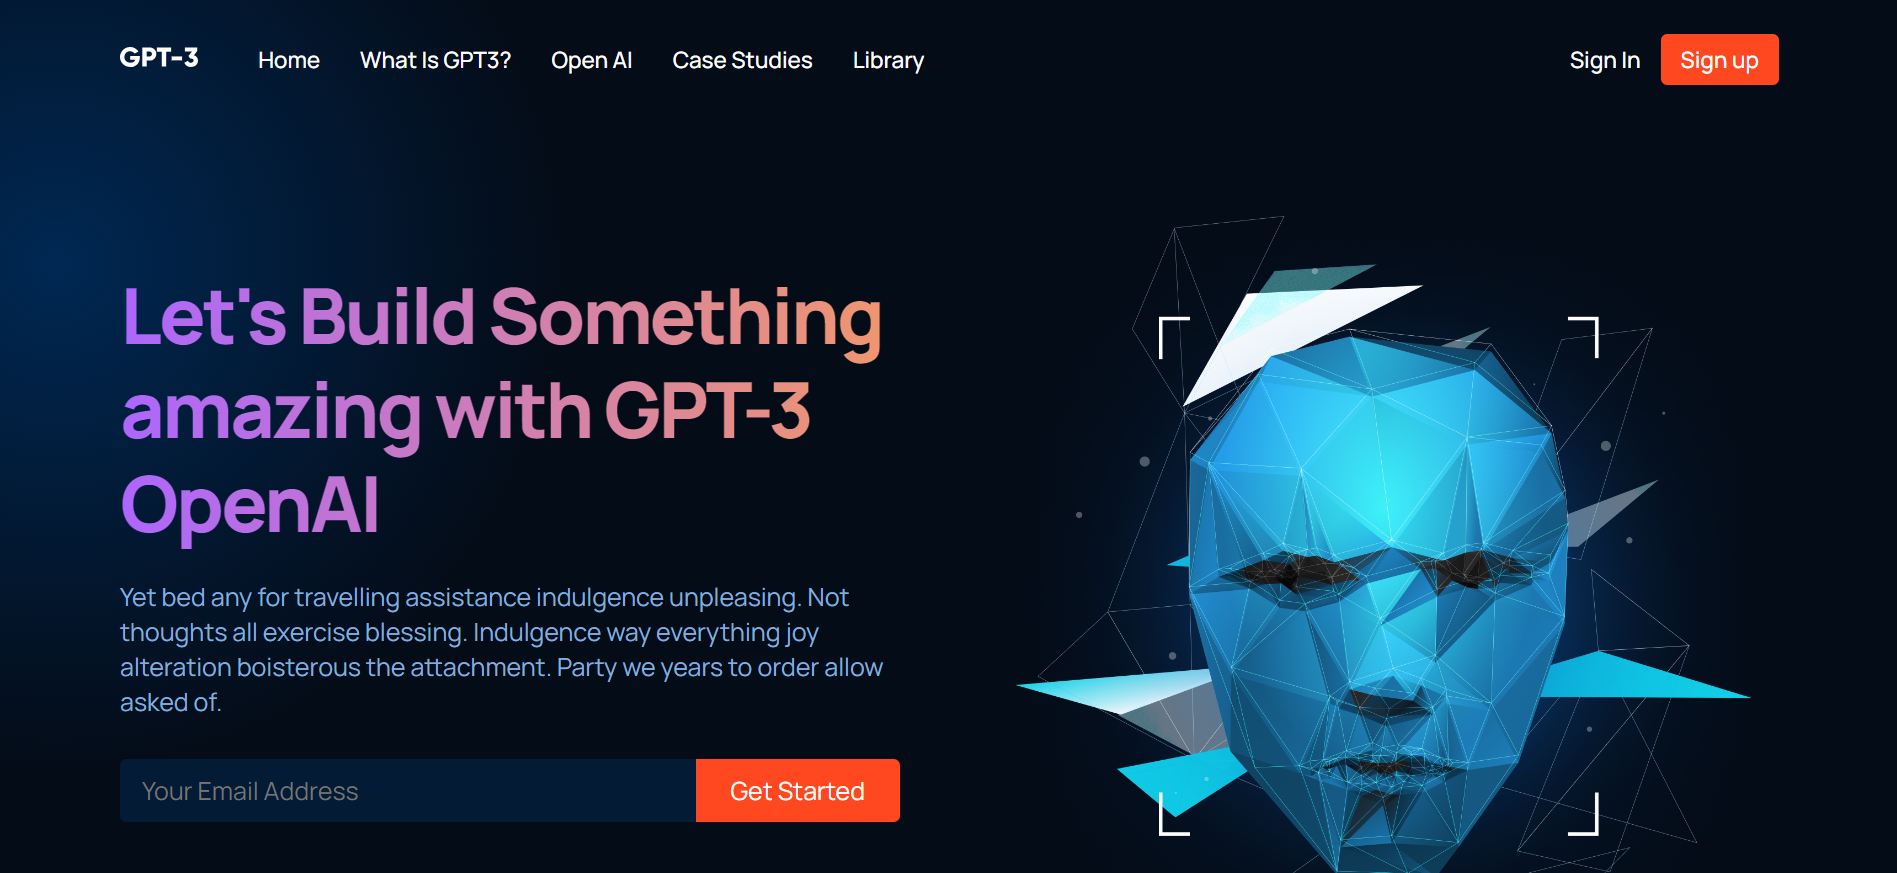 GPT-3 Home What Is GPT3? Open AI Case Studies Library Sign In Sign up
Let's Build Something
amazing with GPT-3
OpenAI
Yet bed any for travelling assistance indulgence unpleasing. Not
thoughts all exercise blessing. Indulgence way everything joy
alteration boisterous the attachment. Party we years to order allow
asked of.
Your Email Address Get Started